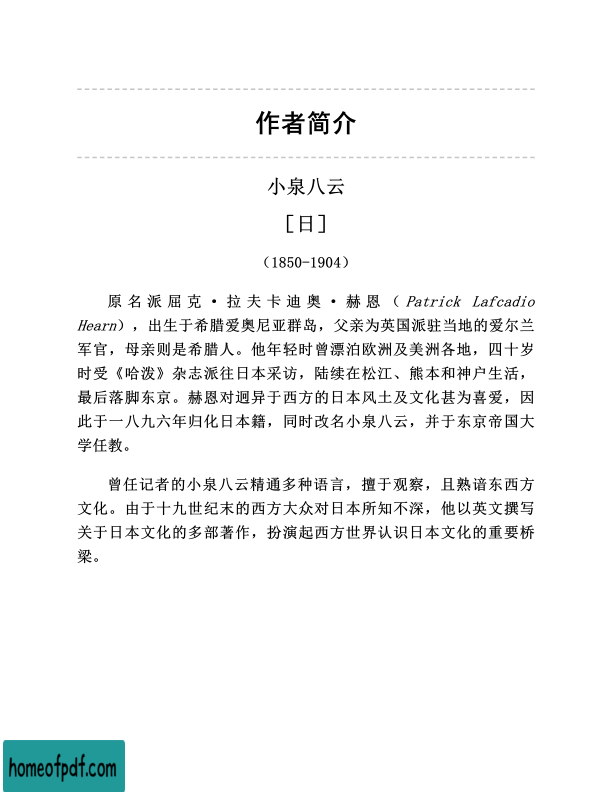 作者简介
小泉八云
［日］
（1850-1904）
原名派屈克·拉夫卡迪奥·赫恩（Patrick Lafcadio
Hearn），出生于希腊爱奥尼亚群岛，父亲为英国派驻当地的爱尔兰
军官，母亲则是希腊人。他年轻时曾漂泊欧洲及美洲各地，四十岁
时受《哈泼》杂志派往日本采访，陆续在松江、熊本和神户生活，
最后落脚东京。赫恩对迥异于西方的日本风土及文化甚为喜爱，因
此于一八九六年归化日本籍，同时改名小泉八云，并于东京帝国大
学任教。
曾任记者的小泉八云精通多种语言，擅于观察，且熟谙东西方
文化。由于十九世纪末的西方大众对日本所知不深，他以英文撰写
关于日本文化的多部著作，扮演起西方世界认识日本文化的重要桥
梁。
homeofpdf.com